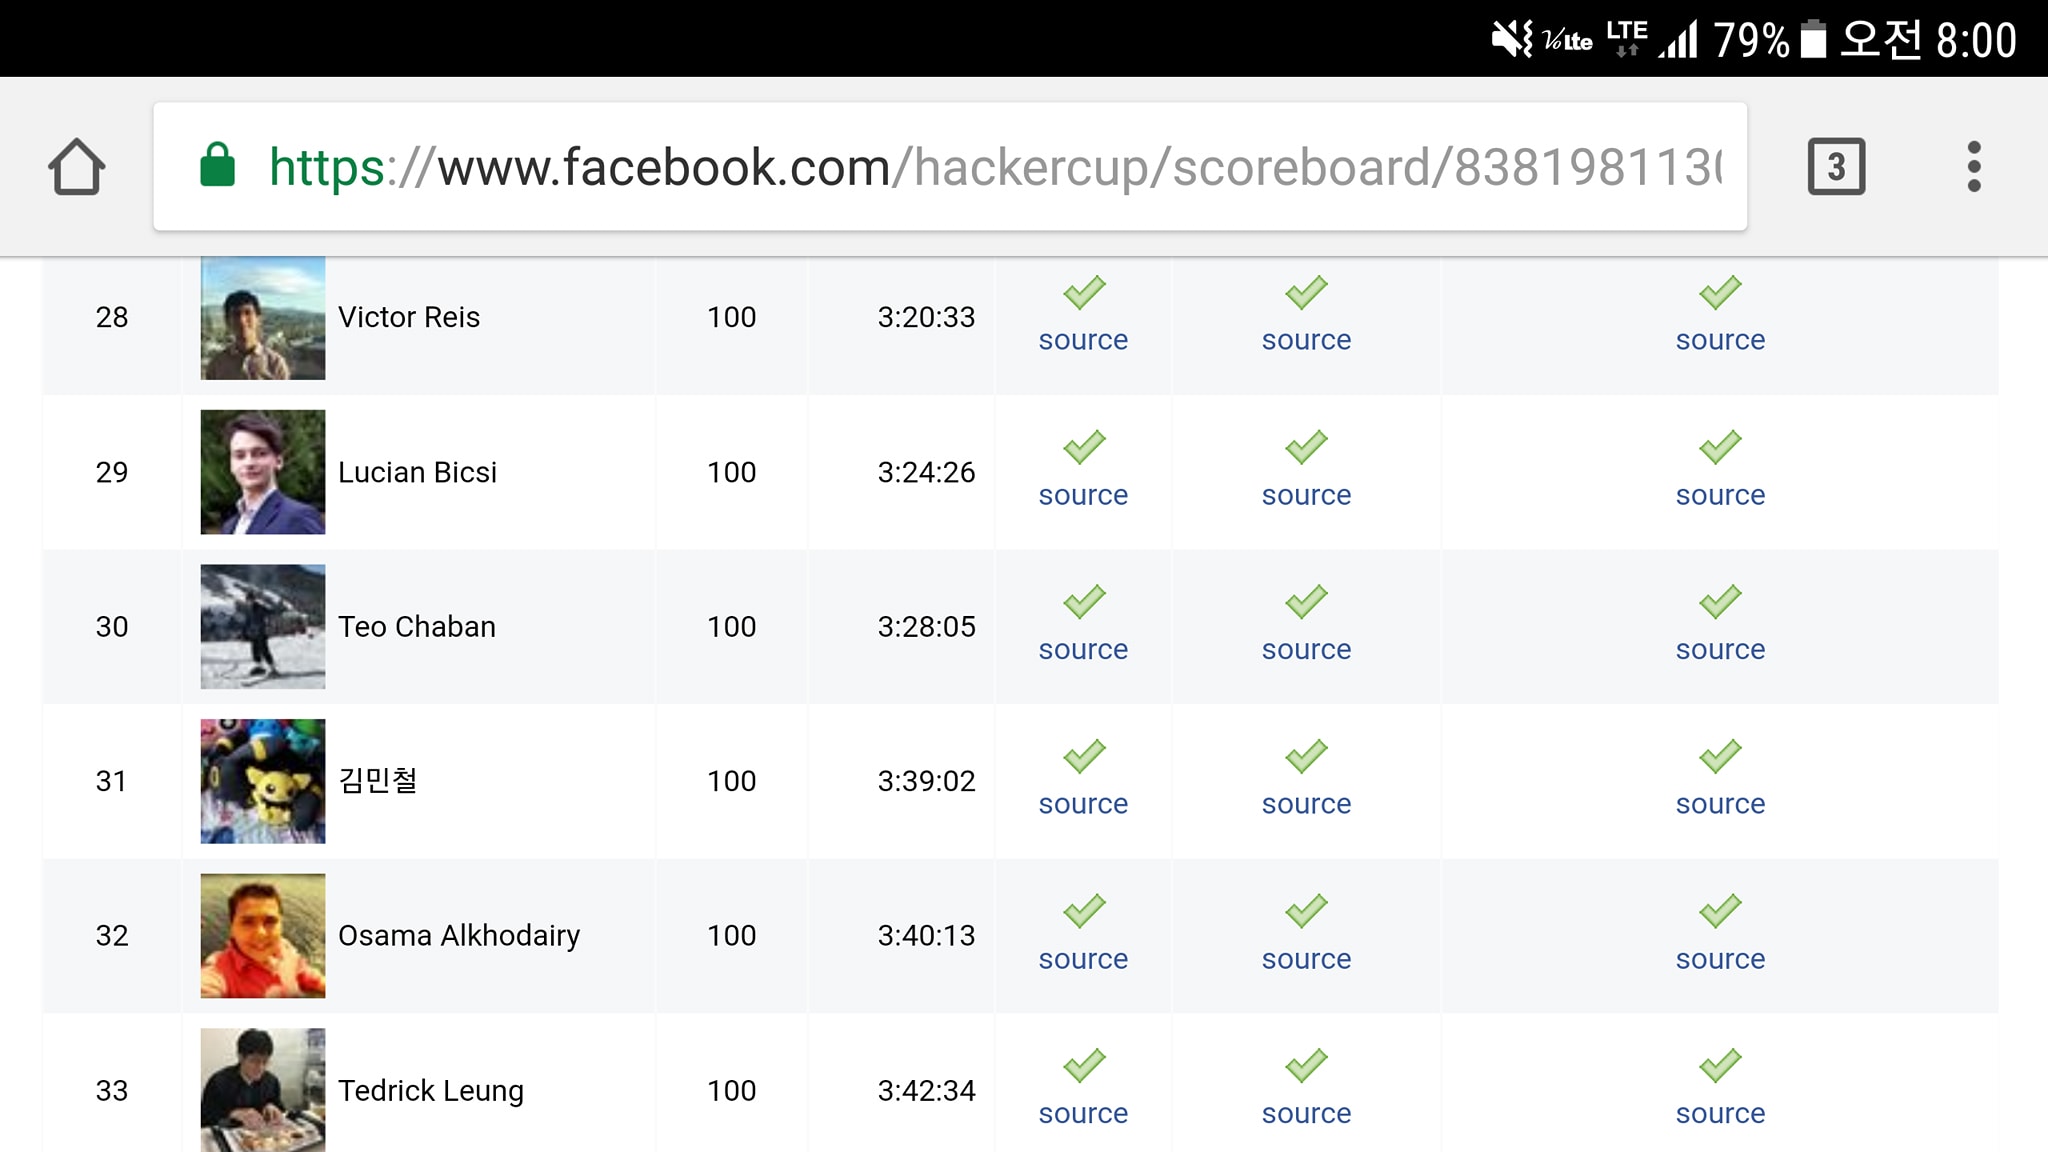 VoLTE LTE 79% 오전 8:00
https://www.facebook.com/hackercup/scoreboard/838198113 3
28 Victor Reis 100 3:20:33 source source source
29 Lucian Bicsi 100 3:24:26 source source source
30 Teo Chaban 100 3:28:05 source source source
31 김민철 100 3:39:02 source source source
32 Osama Alkhodairy 100 3:40:13 source source source
33 Tedrick Leung 100 3:42:34 source source source